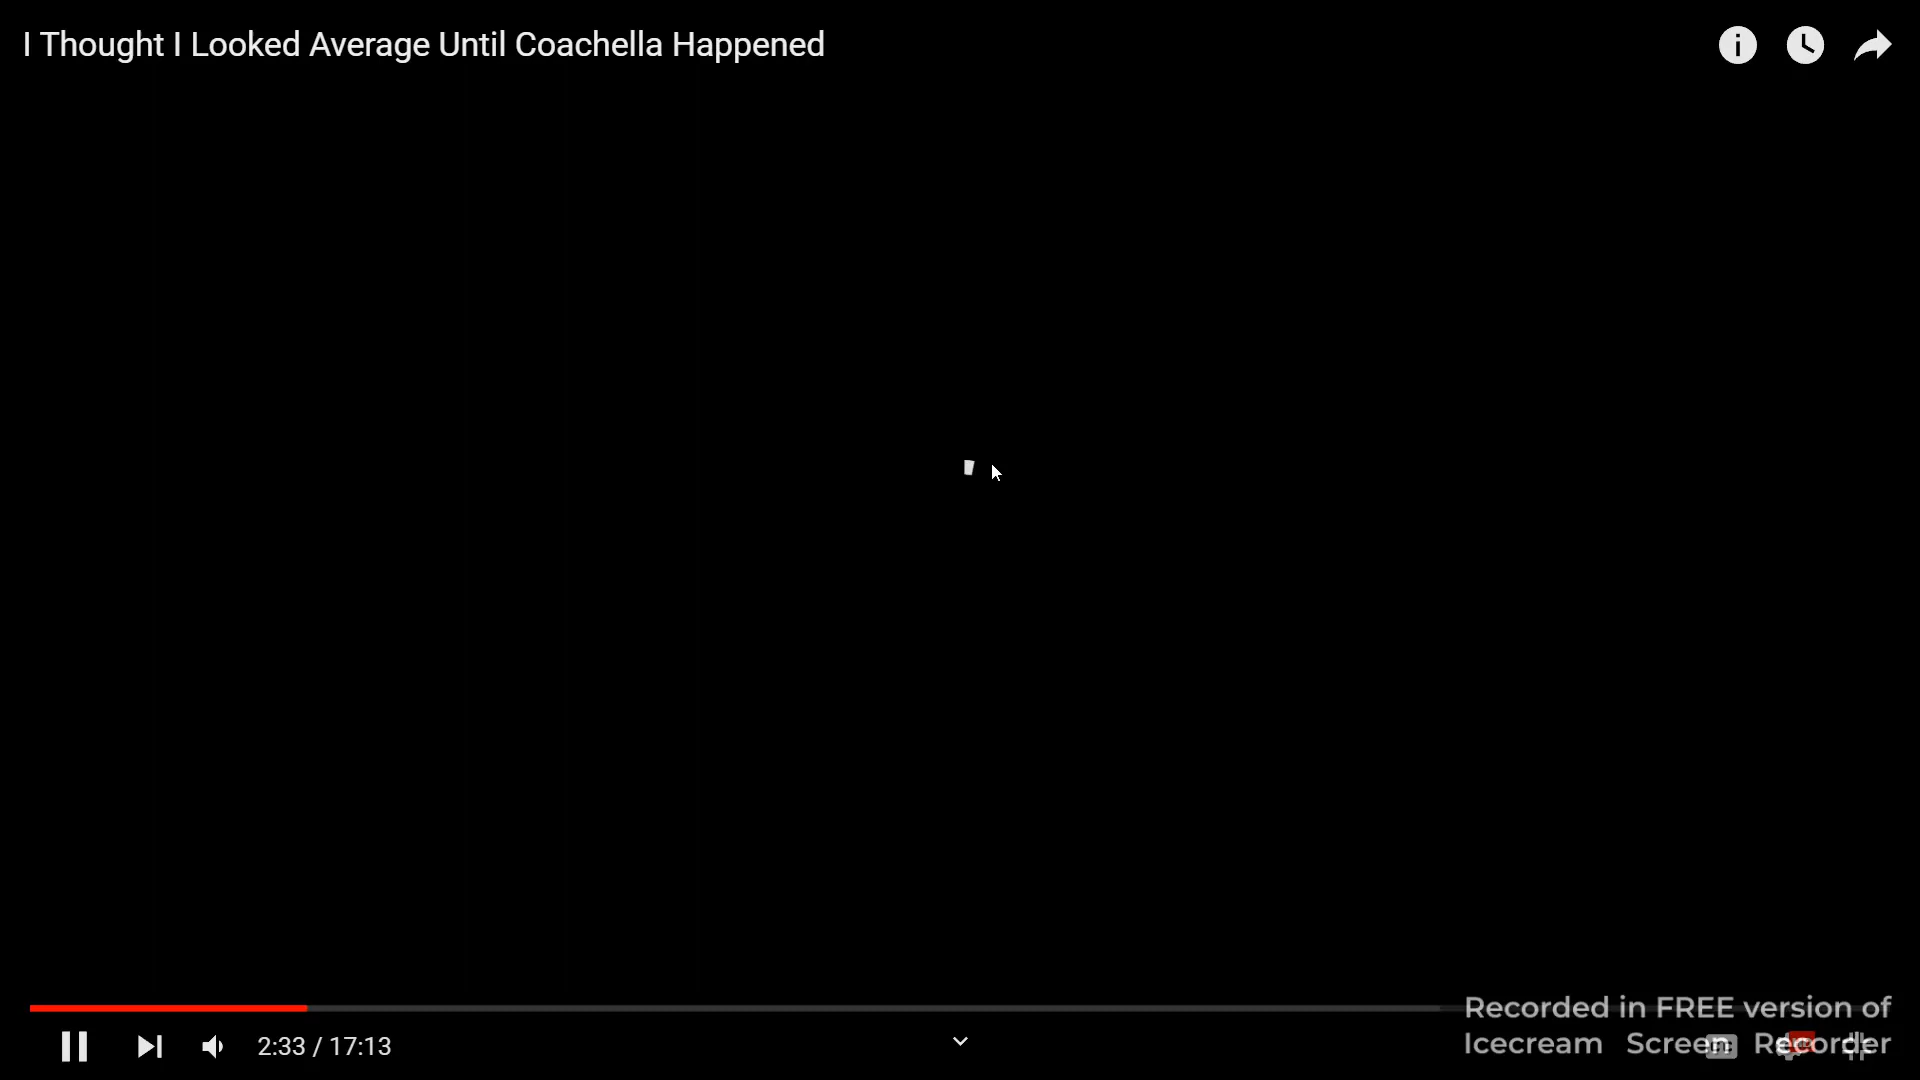 I Thought I Looked Average Until Coachella Happened
Recorded in FREE version of
2:33 / 17:13
Icecream Screen Recorder